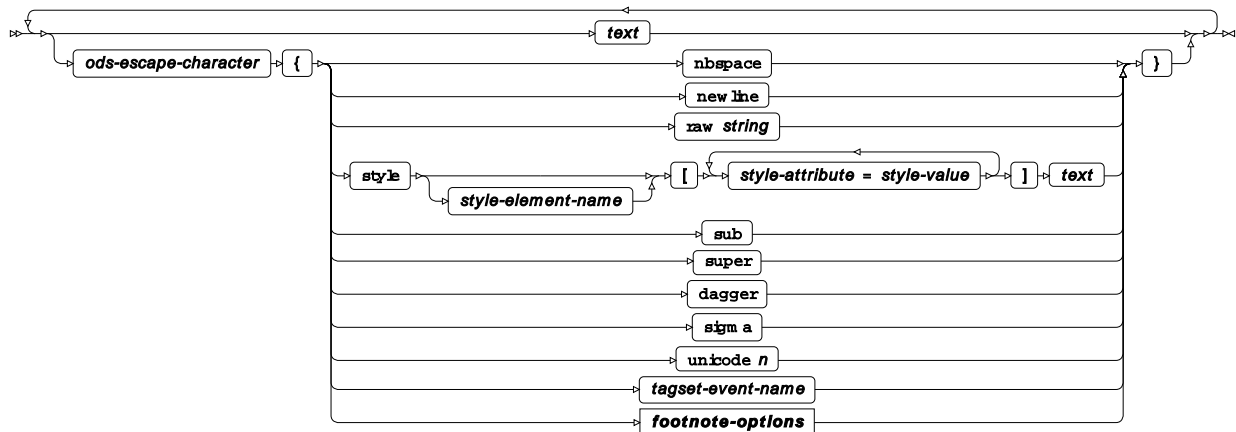 text
ods-escape-character { nbspace }
newline
raw string
style [ style-attribute = style-value ] text
style-element-name
sub
super
dagger
sigma
unicode n
tagset-event-name
footnote-options